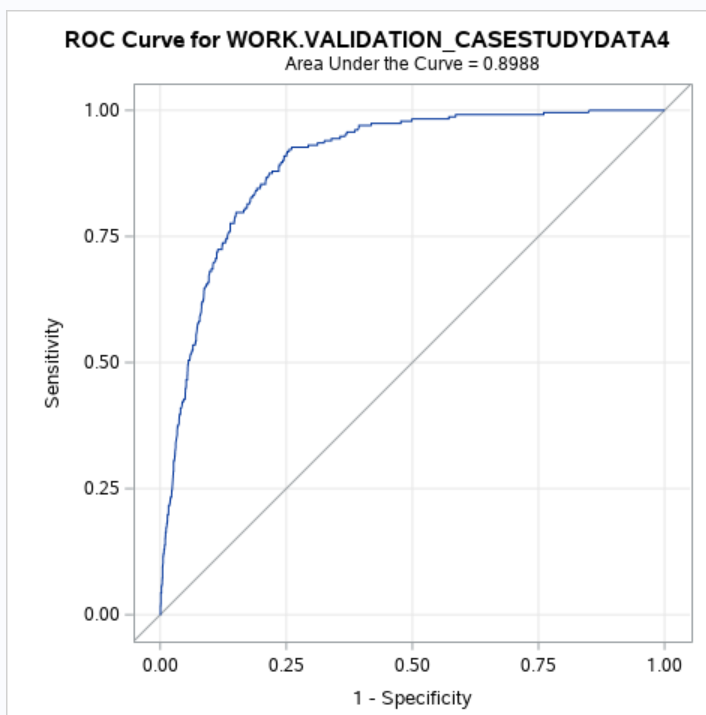 ROC Curve for WORK.VALIDATION_CASESTUDYDATA4
Area Under the Curve = 0.8988
1.00
0.75
0.50
0.25
0.00
Sensitivity
0.00 0.25 0.50 0.75 1.00
1 - Specificity